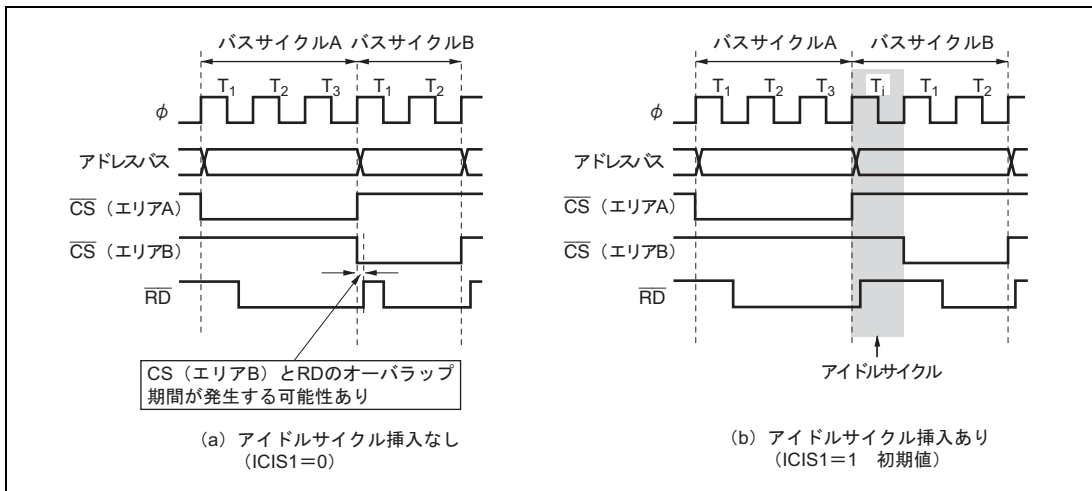 バスサイクルA バスサイクルB
T1 T2 T3 T1 T2
φ
アドレスバス
CS（エリアA）
CS（エリアB）
RD
CS（エリアB）とRDのオーバラップ
期間が発生する可能性あり
(a) アイドルサイクル挿入なし
（ICIS1＝0）
バスサイクルA バスサイクルB
T1 T2 T3 Ti T1 T2
φ
アドレスバス
CS（エリアA）
CS（エリアB）
RD
アイドルサイクル
(b) アイドルサイクル挿入あり
（ICIS1＝1　初期値）